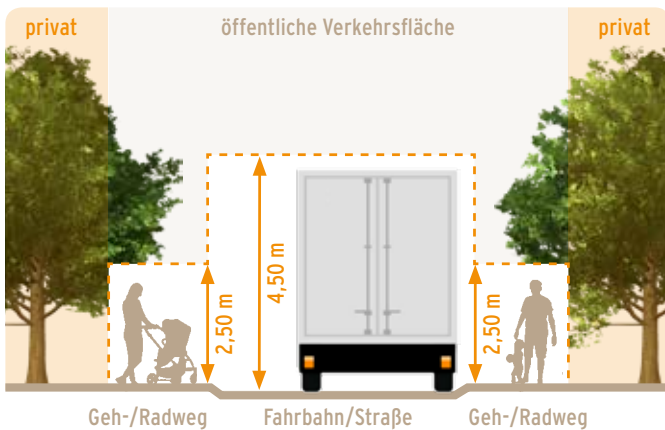 privat
öffentliche Verkehrsfläche
privat
2,50 m
4,50 m
2,50 m
Geh-/Radweg
Fahrbahn/Straße
Geh-/Radweg